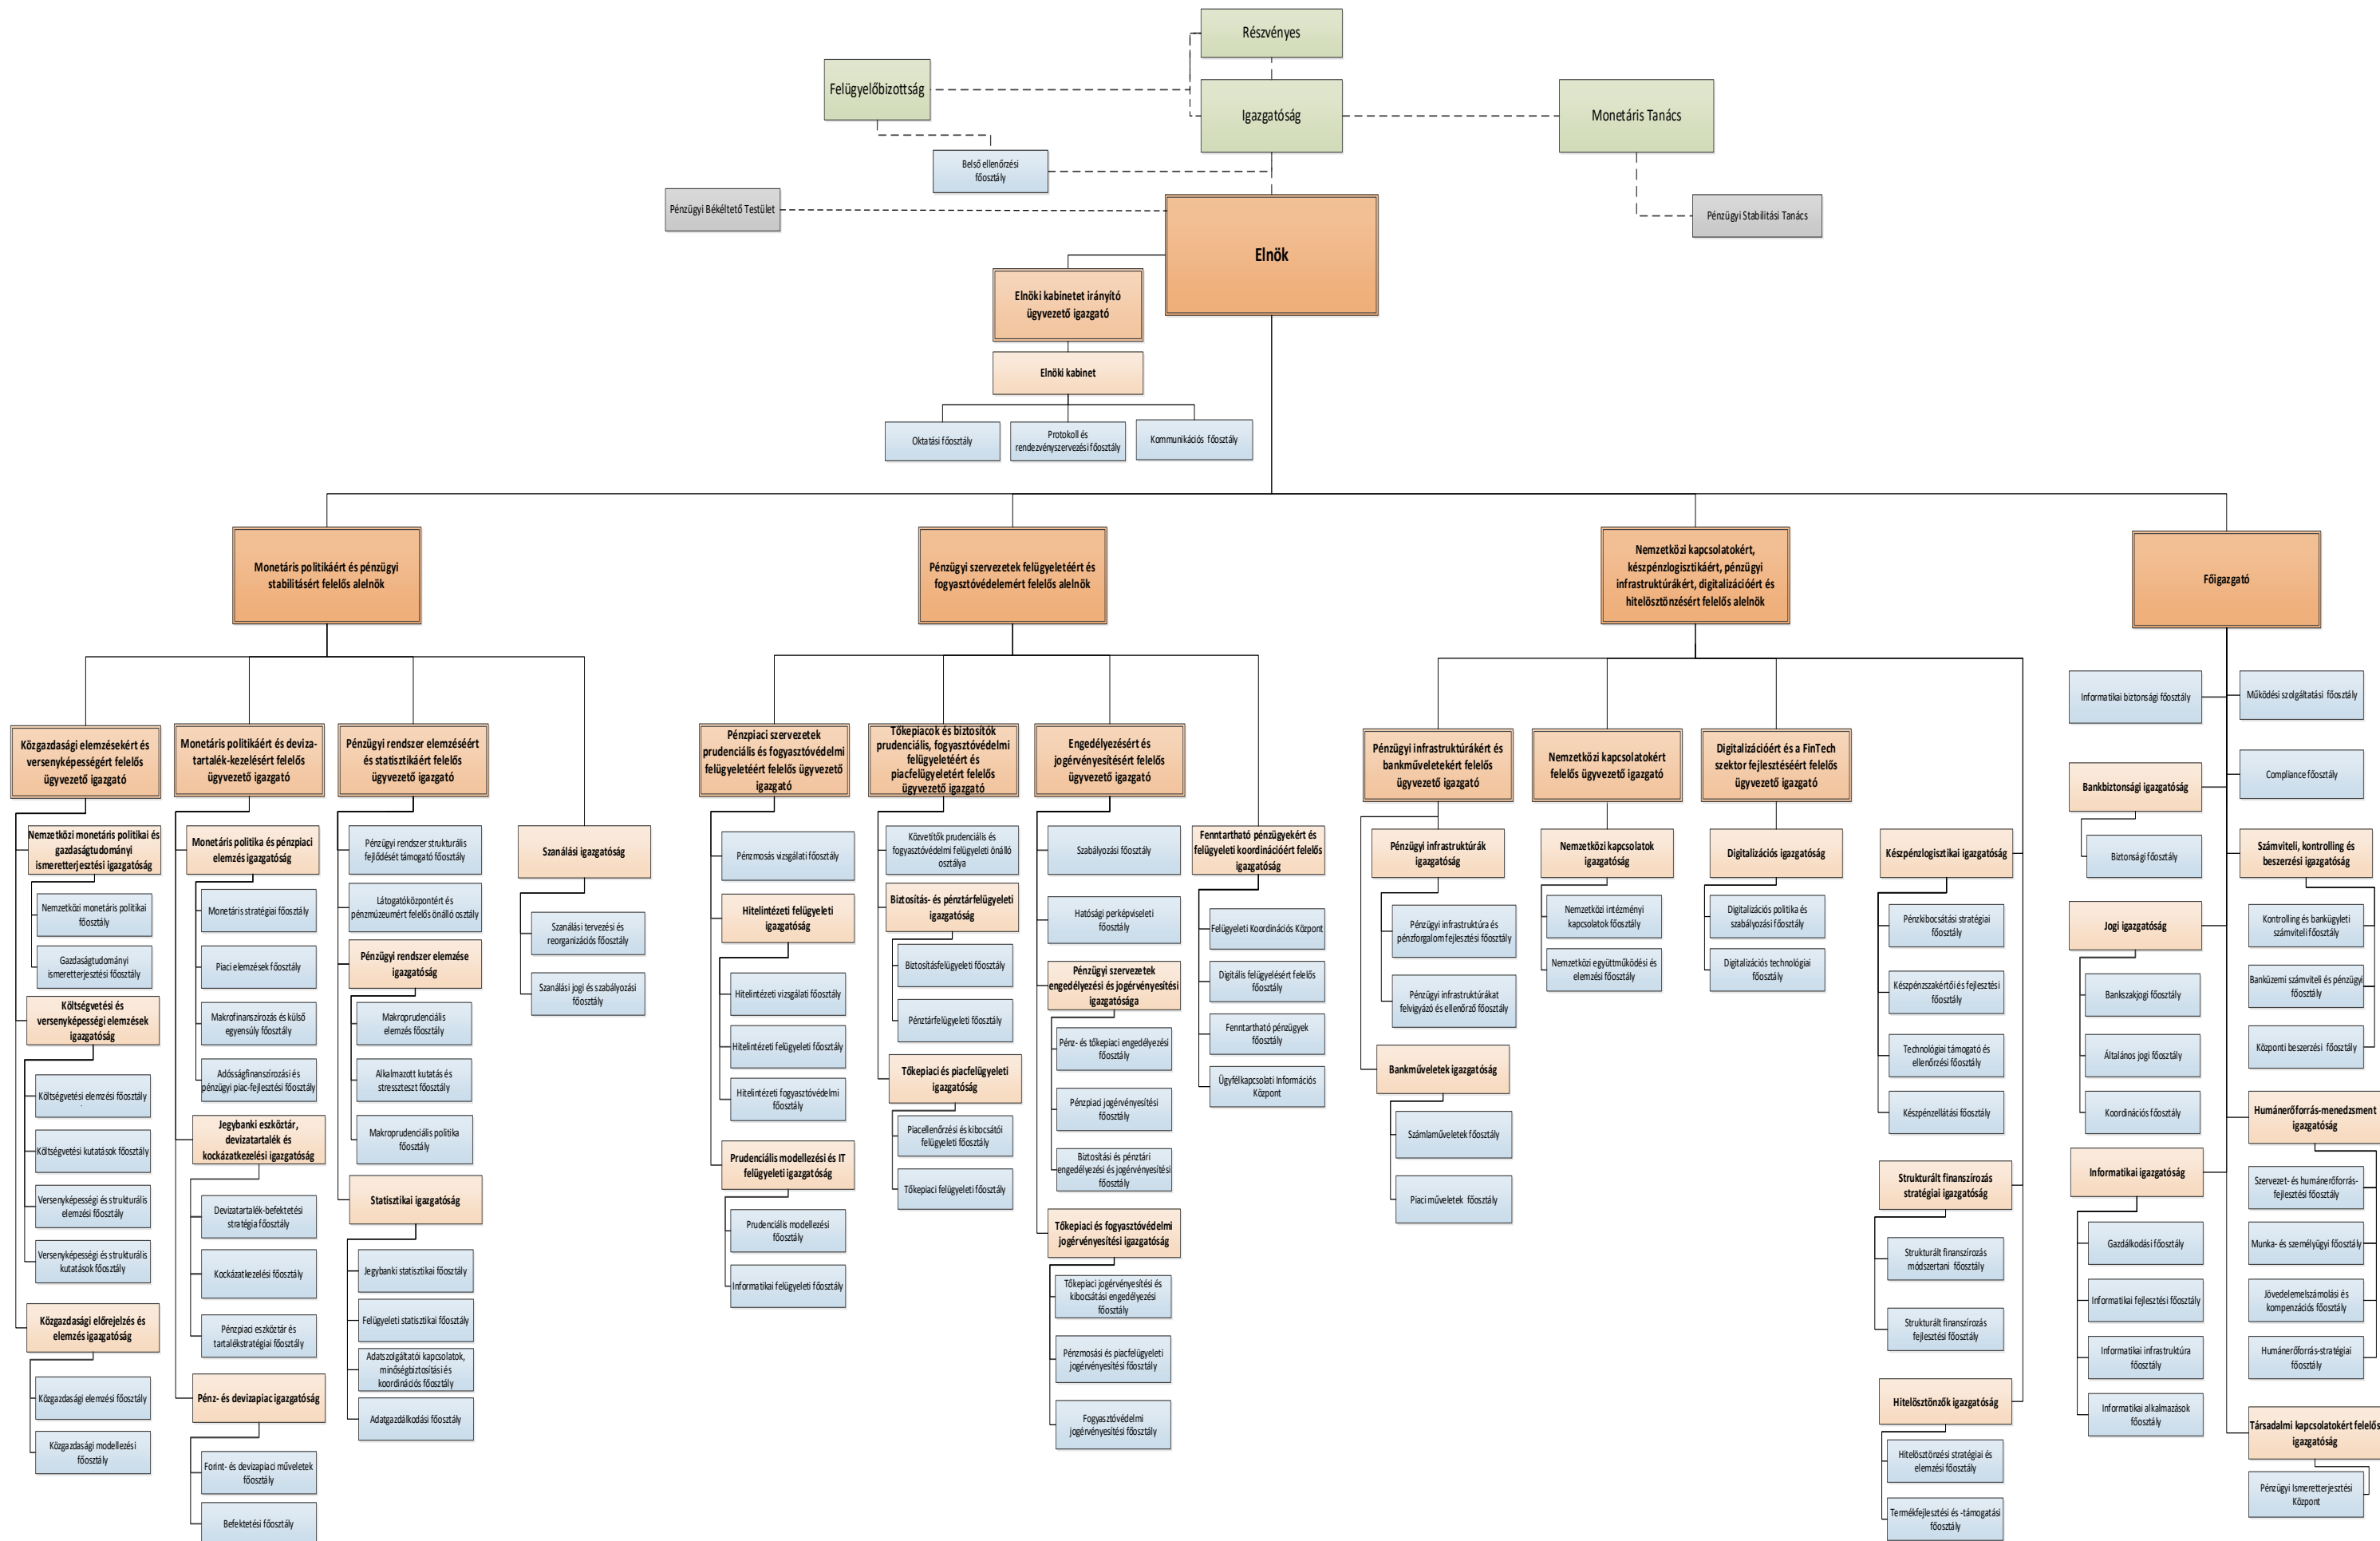 Részvényes
Felügyelőbizottság
Igazgatóság
Monetáris Tanács
Belső ellenőrzési
főosztály
Pénzügyi Békéltető Testület
Pénzügyi Stabilitási Tanács
Elnök
Elnöki kabinetet irányító
ügyvezető igazgató
Elnöki kabinet
Oktatási főosztály
Protokoll és
rendezvényszervezési főosztály
Kommunikációs főosztály
Monetáris politikáért és pénzügyi
stabilitásért felelős alelnök
Pénzügyi szervezetek felügyeletéért és
fogyasztóvédelemért felelős alelnök
Nemzetközi kapcsolatokért,
készpénzlogisztikáért, pénzügyi
infrastruktúrákért, digitalizációért és
hitelösztönzésért felelős alelnök
Főigazgató
Közgazdasági elemzésekért és
versenyképességért felelős
ügyvezető igazgató
Nemzetközi monetáris politikai és
gazdaságtudományi
ismeretterjesztési igazgatóság
Nemzetközi monetáris politikai
főosztály
Gazdaságtudományi
ismeretterjesztési főosztály
Költségvetési és
versenyképességi elemzések
igazgatóság
Költségvetési elemzési főosztály
Költségvetési kutatások főosztály
Versenyképességi és strukturális
elemzési főosztály
Versenyképességi és strukturális
kutatások főosztály
Közgazdasági előrejelzés és
elemzés igazgatóság
Közgazdasági elemzési főosztály
Közgazdasági modellezési
főosztály
Monetáris politikáért és deviza-
tartalék-kezelésért felelős
ügyvezető igazgató
Monetáris politika és pénzpiaci
elemzés igazgatóság
Monetáris stratégiai főosztály
Piaci elemzések főosztály
Makrofinanszírozás és külső
egyensúly főosztály
Adósságfinanszírozási és
pénzügyi piac-fejlesztési főosztály
Jegybanki eszköztár,
devizatartalék és
kockázatkezelési igazgatóság
Devizatartalék-befektetési
stratégia főosztály
Kockázatkezelési főosztály
Pénzpiaci eszköztár és
tartalékstratégiai főosztály
Pénz- és devizapiac igazgatóság
Forint- és devizapiaci műveletek
főosztály
Befektetési főosztály
Pénzügyi rendszer elemzéséért
és statisztikáért felelős
ügyvezető igazgató
Pénzügyi rendszer strukturális
fejlődését támogató főosztály
Látogatóközpontért és
pénzmúzeumért felelős önálló osztály
Pénzügyi rendszer elemzése
igazgatóság
Makroprudenciális
elemzés főosztály
Alkalmazott kutatás és
stresszteszt főosztály
Makroprudenciális politika
főosztály
Statisztikai igazgatóság
Jegybanki statisztikai főosztály
Felügyeleti statisztikai főosztály
Adatszolgáltatói kapcsolatok,
minőségbiztosítási és
koordinációs főosztály
Adatgazdálkodási főosztály
Szanálási igazgatóság
Szanálási tervezési és
reorganizációs főosztály
Szanálási jogi és szabályozási
főosztály
Pénzpiaci szervezetek
prudenciális és fogyasztóvédelmi
felügyeletéért felelős ügyvezető
igazgató
Pénzmosás vizsgálati főosztály
Hitelintézeti felügyeleti
igazgatóság
Hitelintézeti vizsgálati főosztály
Hitelintézeti felügyeleti főosztály
Hitelintézeti fogyasztóvédelmi
főosztály
Prudenciális modellezési és IT
felügyeleti igazgatóság
Prudenciális modellezési
főosztály
Informatikai felügyeleti főosztály
Tőkepiacok és biztosítók
prudenciális, fogyasztóvédelmi
felügyeletéért és
piacfelügyeletért felelős
ügyvezető igazgató
Közvetítők prudenciális és
fogyasztóvédelmi felügyeleti önálló
osztálya
Biztosítás- és pénztárfelügyeleti
igazgatóság
Biztosításfelügyeleti főosztály
Pénztárfelügyeleti főosztály
Tőkepiaci és piacfelügyeleti
igazgatóság
Piacellenőrzési és kibocsátói
felügyeleti főosztály
Tőkepiaci felügyeleti főosztály
Engedélyezésért és
jogérvényesítésért felelős
ügyvezető igazgató
Szabályozási főosztály
Hatósági perképviseleti
főosztály
Pénzügyi szervezetek
engedélyezési és jogérvényesítési
igazgatósága
Pénz- és tőkepiaci engedélyezési
főosztály
Pénzpiaci jogérvényesítési
főosztály
Biztosítási és pénztári
engedélyezési és jogérvényesítési
főosztály
Tőkepiaci és fogyasztóvédelmi
jogérvényesítési igazgatóság
Tőkepiaci jogérvényesítési és
kibocsátási engedélyezési
főosztály
Pénzmosási és piacfelügyeleti
jogérvényesítési főosztály
Fogyasztóvédelmi
jogérvényesítési főosztály
Fenntartható pénzügyekért és
felügyeleti koordinációért felelős
igazgatóság
Felügyeleti Koordinációs Központ
Digitális felügyelésért felelős
főosztály
Fenntartható pénzügyek
főosztály
Ügyfélkapcsolati Információs
Központ
Pénzügyi infrastruktúrákért és
bankműveletekért felelős
ügyvezető igazgató
Pénzügyi infrastruktúrák
igazgatóság
Pénzügyi infrastruktúra és
pénzforgalom fejlesztési főosztály
Pénzügyi infrastruktúrákat
felvigyázó és ellenőrző főosztály
Bankműveletek igazgatóság
Számlaműveletek főosztály
Piaci műveletek főosztály
Nemzetközi kapcsolatokért
felelős ügyvezető igazgató
Nemzetközi kapcsolatok
igazgatóság
Nemzetközi intézményi
kapcsolatok főosztály
Nemzetközi együttműködési és
elemzési főosztály
Digitalizációért és a FinTech
szektor fejlesztéséért felelős
ügyvezető igazgató
Digitalizációs igazgatóság
Digitalizációs politika és
szabályozási főosztály
Digitalizációs technológiai
főosztály
Készpénzlogisztikai igazgatóság
Pénzkibocsátási stratégiai
főosztály
Készpénzszakértői és fejlesztési
főosztály
Technológiai támogató és
ellenőrzési főosztály
Készpénzellátási főosztály
Strukturált finanszírozás
stratégiai igazgatóság
Strukturált finanszírozás
módszertani főosztály
Strukturált finanszírozás
fejlesztési főosztály
Hitelösztönzők igazgatóság
Hitelösztönzési stratégiai és
elemzési főosztály
Termékfejlesztési és -támogatási
főosztály
Informatikai biztonsági főosztály
Bankbiztonsági igazgatóság
Biztonsági főosztály
Jogi igazgatóság
Bankszakjogi főosztály
Általános jogi főosztály
Koordinációs főosztály
Informatikai igazgatóság
Gazdálkodási főosztály
Informatikai fejlesztési főosztály
Informatikai infrastruktúra
főosztály
Informatikai alkalmazások
főosztály
Működési szolgáltatási főosztály
Compliance főosztály
Számviteli, kontrolling és
beszerzési igazgatóság
Kontrolling és bankügyleti
számviteli főosztály
Banküzemi számviteli és pénzügyi
főosztály
Központi beszerzési főosztály
Humánerőforrás-menedzsment
igazgatóság
Szervezet- és humánerőforrás-
fejlesztési főosztály
Munka- és személyügyi főosztály
Jövedelemelszámolási és
kompenzációs főosztály
Humánerőforrás-stratégiai
főosztály
Társadalmi kapcsolatokért felelős
igazgatóság
Pénzügyi Ismeretterjesztési
Központ